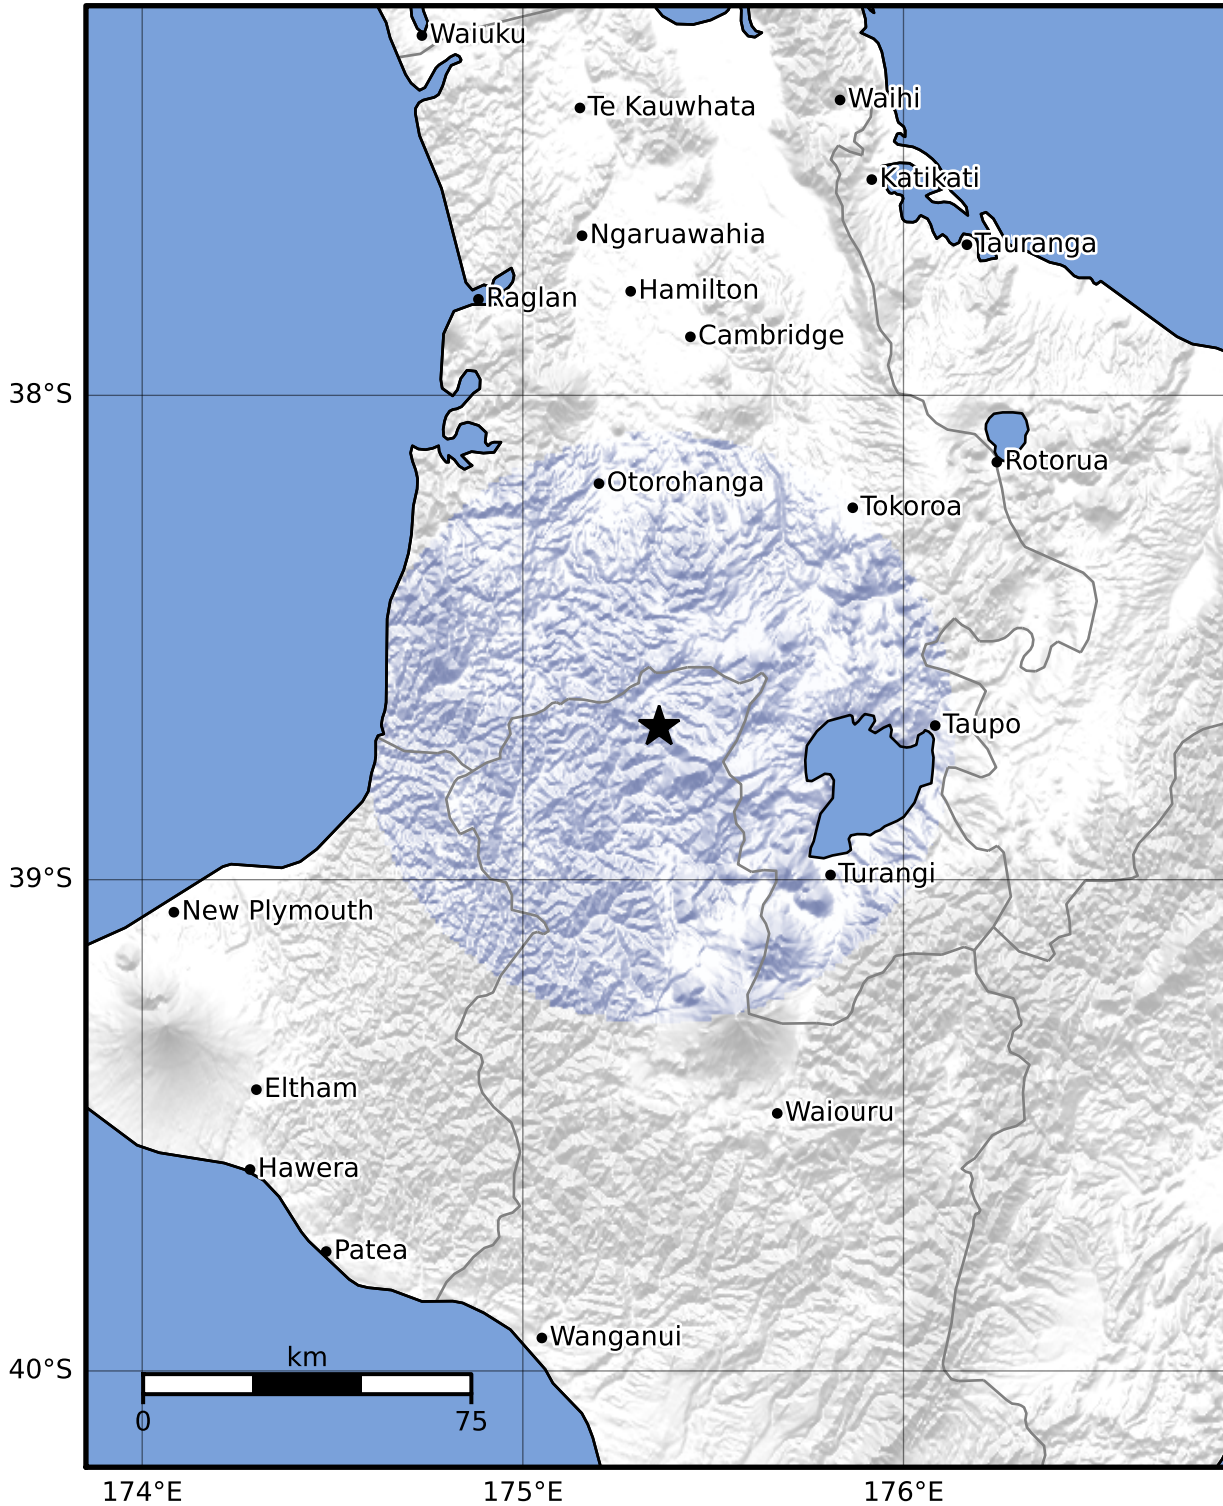 Waiuku
Waihi
Te Kauwhata
Katikati
Ngaruawahia
Tauranga
Hamilton
Raglan
Cambridge
38°S
Rotorua
Otorohanga
Tokoroa
Taupo
39°S
Turangi
New Plymouth
Eltham
Waiouru
Hawera
Patea
Wanganui
km
40°S
0 75
174°E 175°E 176°E